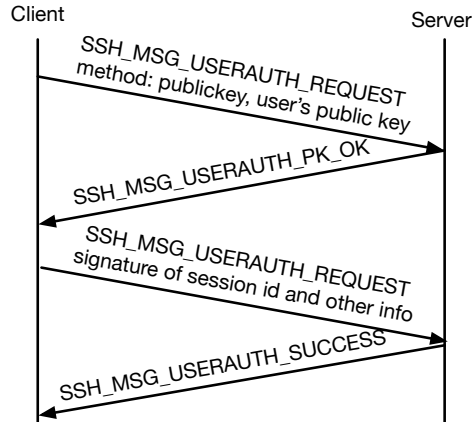 Client
Server
SSH_MSG_USERAUTH_REQUEST
method: publickey, user's public key
SSH_MSG_USERAUTH_PK_OK
SSH_MSG_USERAUTH_REQUEST
signature of session id and other info
SSH_MSG_USERAUTH_SUCCESS